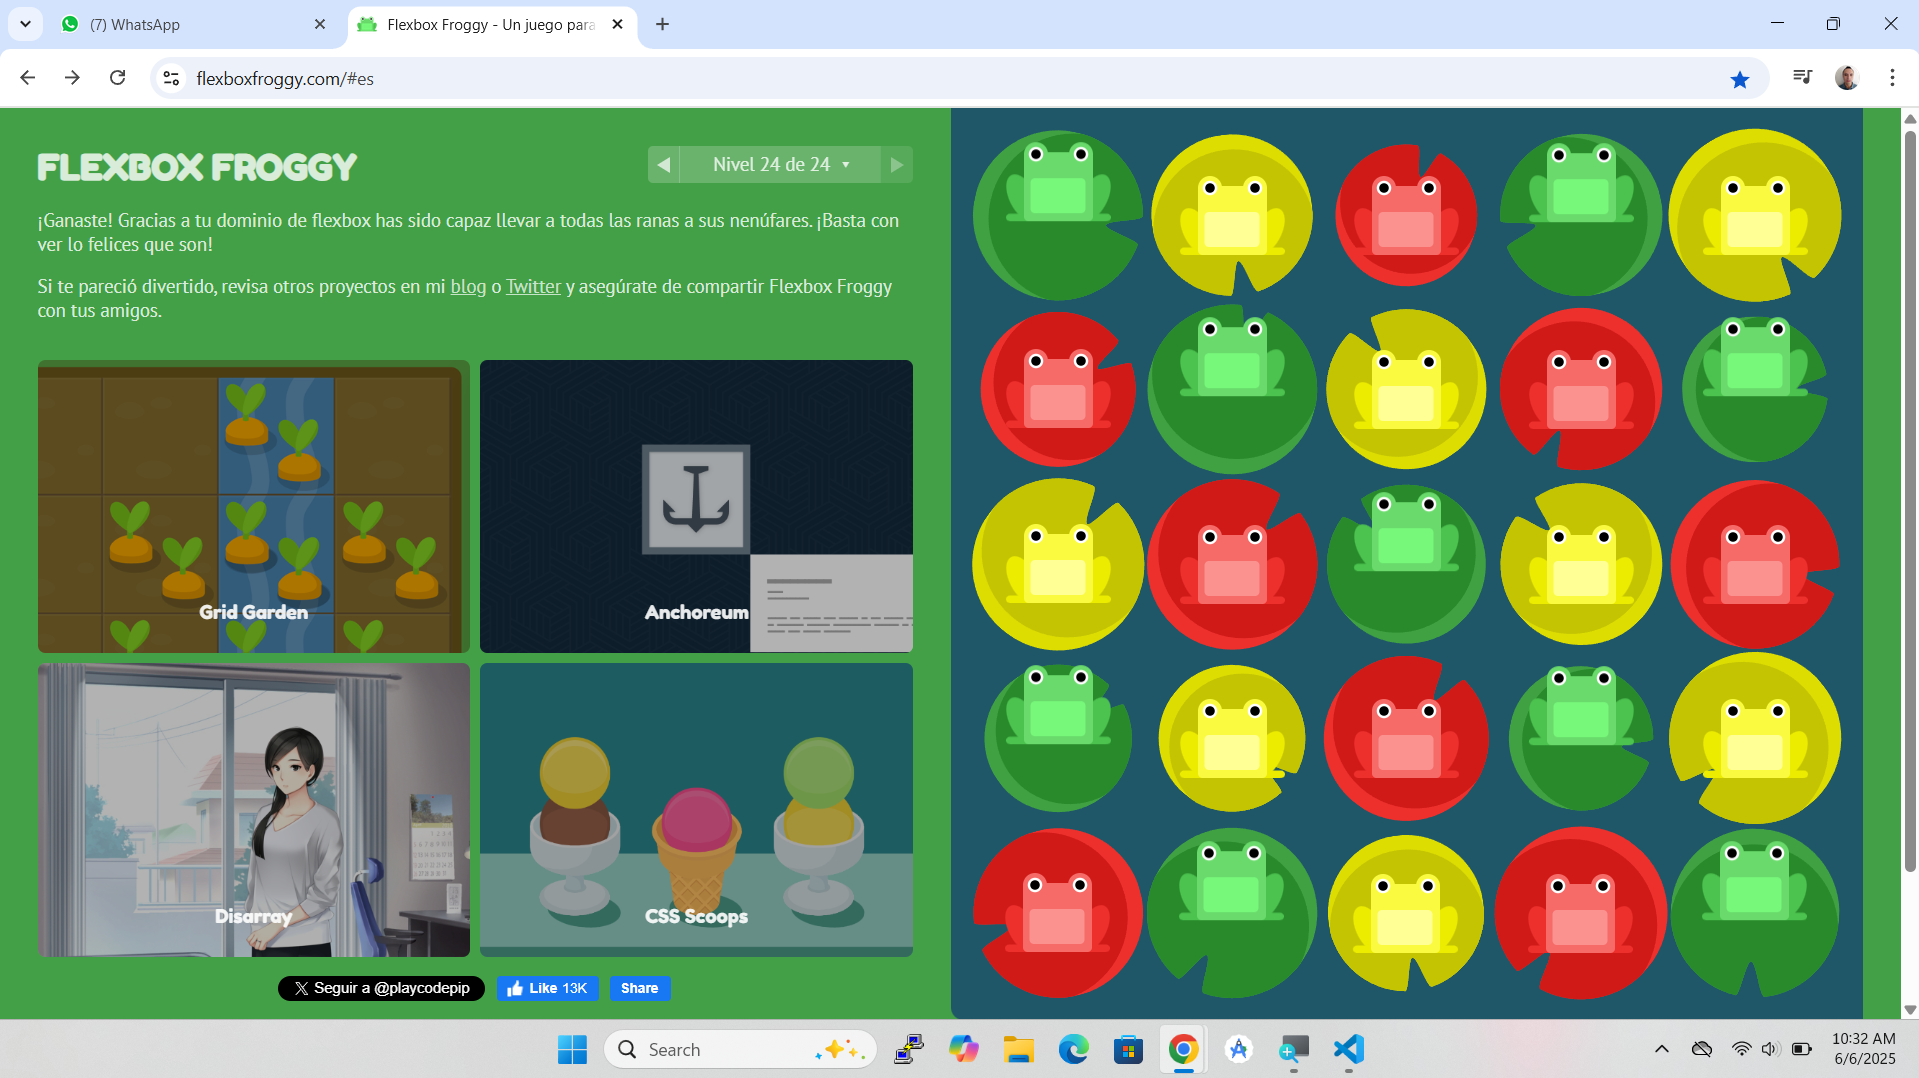 (7) WhatsApp
Flexbox Froggy - Un juego para
flexboxfroggy.com/#es
FLEXBOX FROGGY
Nivel 24 de 24
¡Ganaste! Gracias a tu dominio de flexbox has sido capaz llevar a todas las ranas a sus nenúfares. ¡Basta con
ver lo felices que son!
Si te pareció divertido, revisa otros proyectos en mi blog o Twitter y asegúrate de compartir Flexbox Froggy
con tus amigos.
Grid Garden
Anchoreum
Disarray
CSS Scoops
Seguir a @playcodepip
Like 13K
Share
Search
10:32 AM
6/6/2025